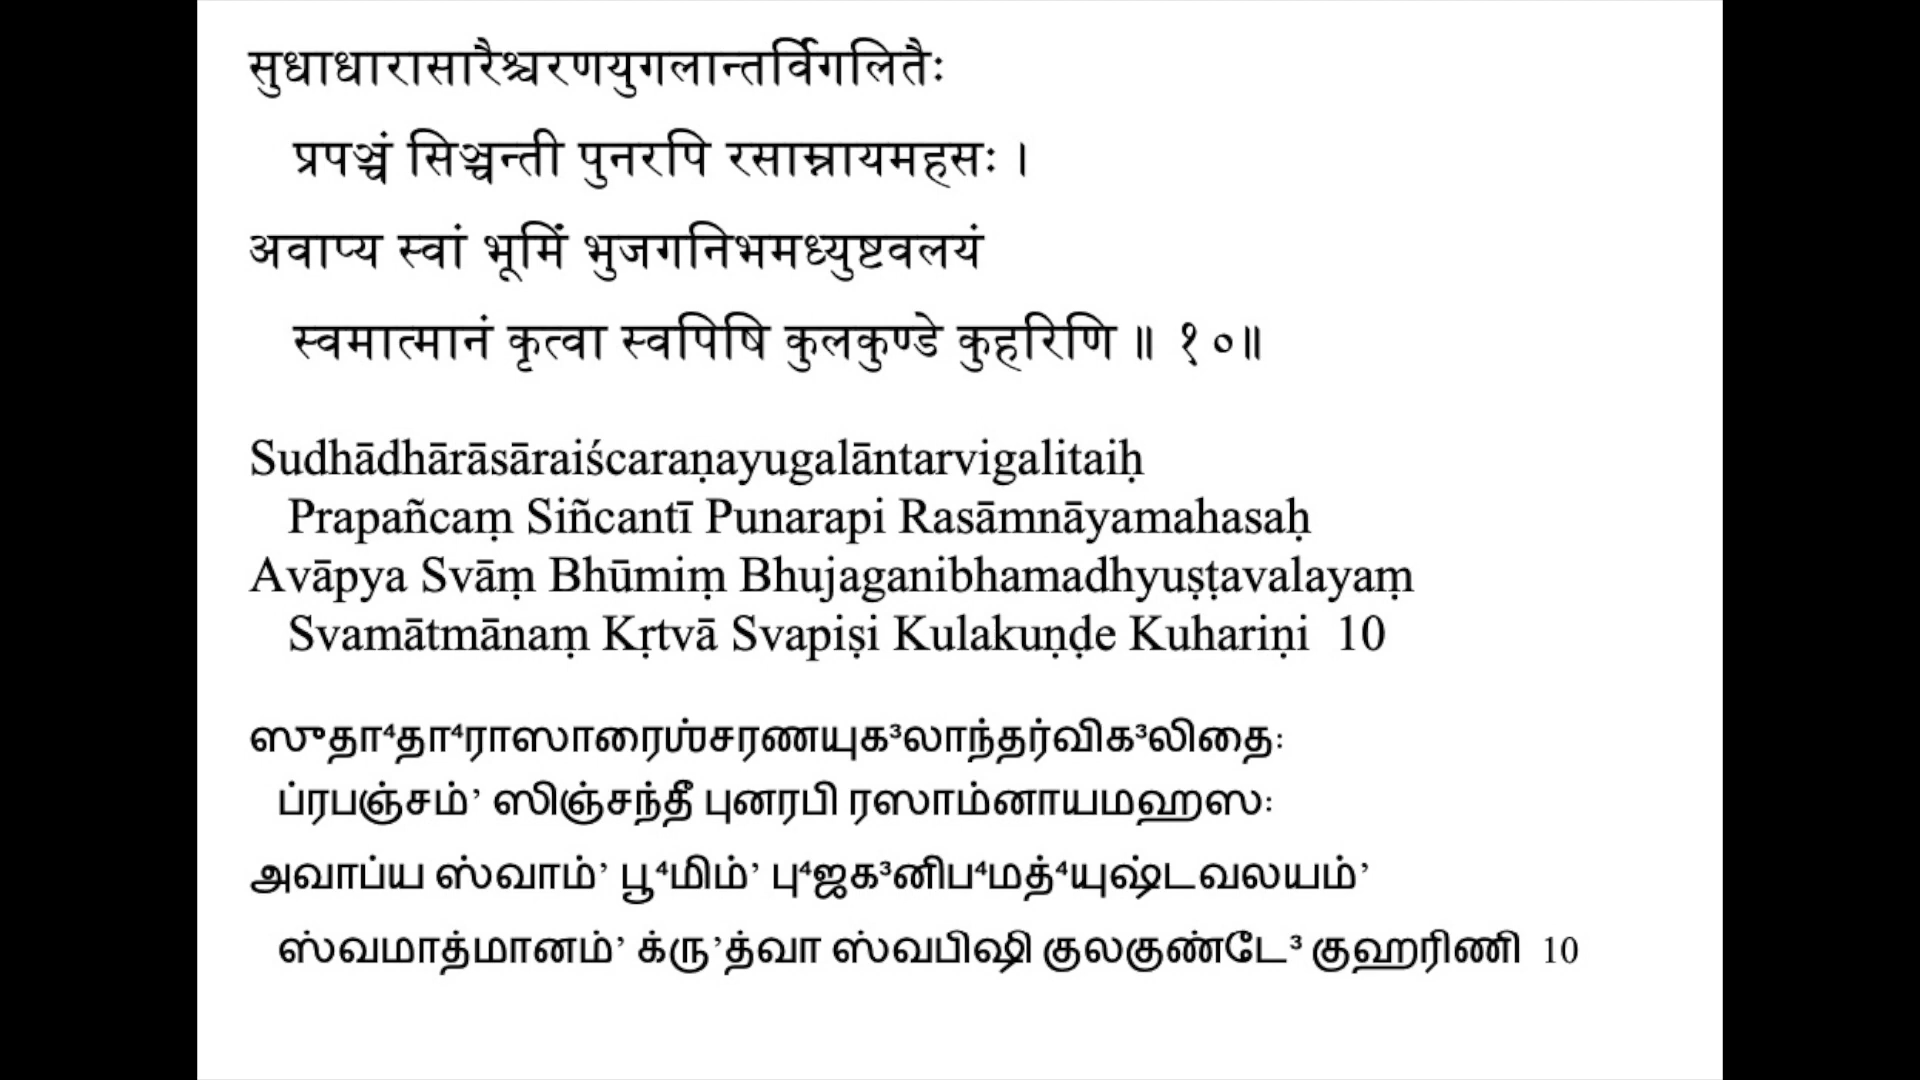 सुधाधारासारैश्चरणयुगलान्तर्विगलितैः
प्रपञ्चं सिञ्चन्ती पुनरपि रसाम्नायमहसः ।
अवाप्य स्वां भूमिं भुजगनिभमध्युष्टवलयं
स्वमात्मानं कृत्वा स्वपिषि कुलकुण्डे कुहरिणि ॥ १०॥
Sudhādhārāsāraiścaraṇayugalāntarvigalitaiḥ
Prapañcaṃ Siñcantī Punarapi Rasāmnāyamahasaḥ
Avāpya Svāṃ Bhūmiṃ Bhujaganibhamadhyuṣṭavalayaṃ
Svamātmānaṃ Kṛtvā Svapiṣi Kulakuṇḍe Kuhariṇi 10
ஸுதா⁴தா⁴ராஸாரைஶ்சரணயுக³லாந்தர்விக³லிதை:
ப்ரபஞ்சம்’ ஸிஞ்சந்தீ புனரபி ரஸாம்னாயமஹஸ:
அவாப்ய ஸ்வாம்’ பூ⁴மிம்’ பு⁴ஜக³னிப⁴மத்⁴யுஷ்டவலயம்’
ஸ்வமாத்மானம்’ க்ரு’த்வா ஸ்வபிஷி குலகுண்டே³ குஹரிணி 10